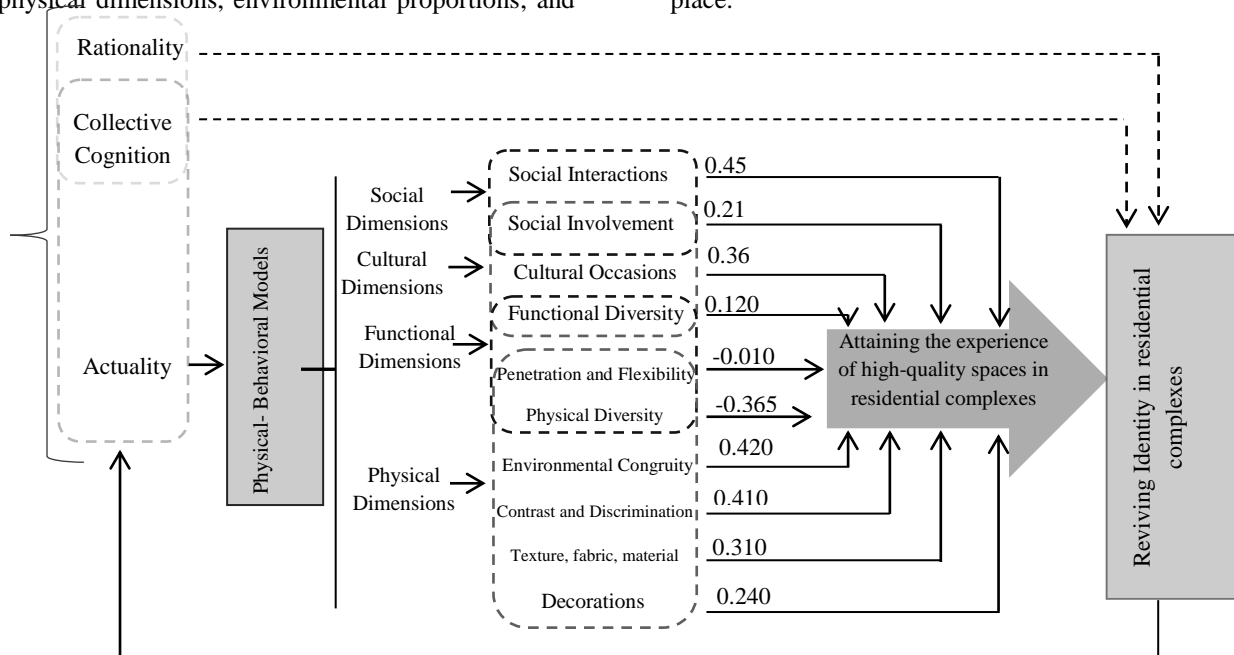 physical dimensions, environmental proportions, and
place.
Rationality
Collective
Cognition
Actuality
Physical- Behavioral Models
Social
Dimensions
Cultural
Dimensions
Functional
Dimensions
Physical
Dimensions
Social Interactions
0.45
Social Involvement
0.21
Cultural Occasions
0.36
Functional Diversity
0.120
Penetration and Flexibility
-0.010
Physical Diversity
-0.365
Environmental Congruity
0.420
Contrast and Discrimination
0.410
Texture, fabric, material
0.310
Decorations
0.240
Attaining the experience
of high-quality spaces in
residential complexes
Reviving Identity in residential
complexes